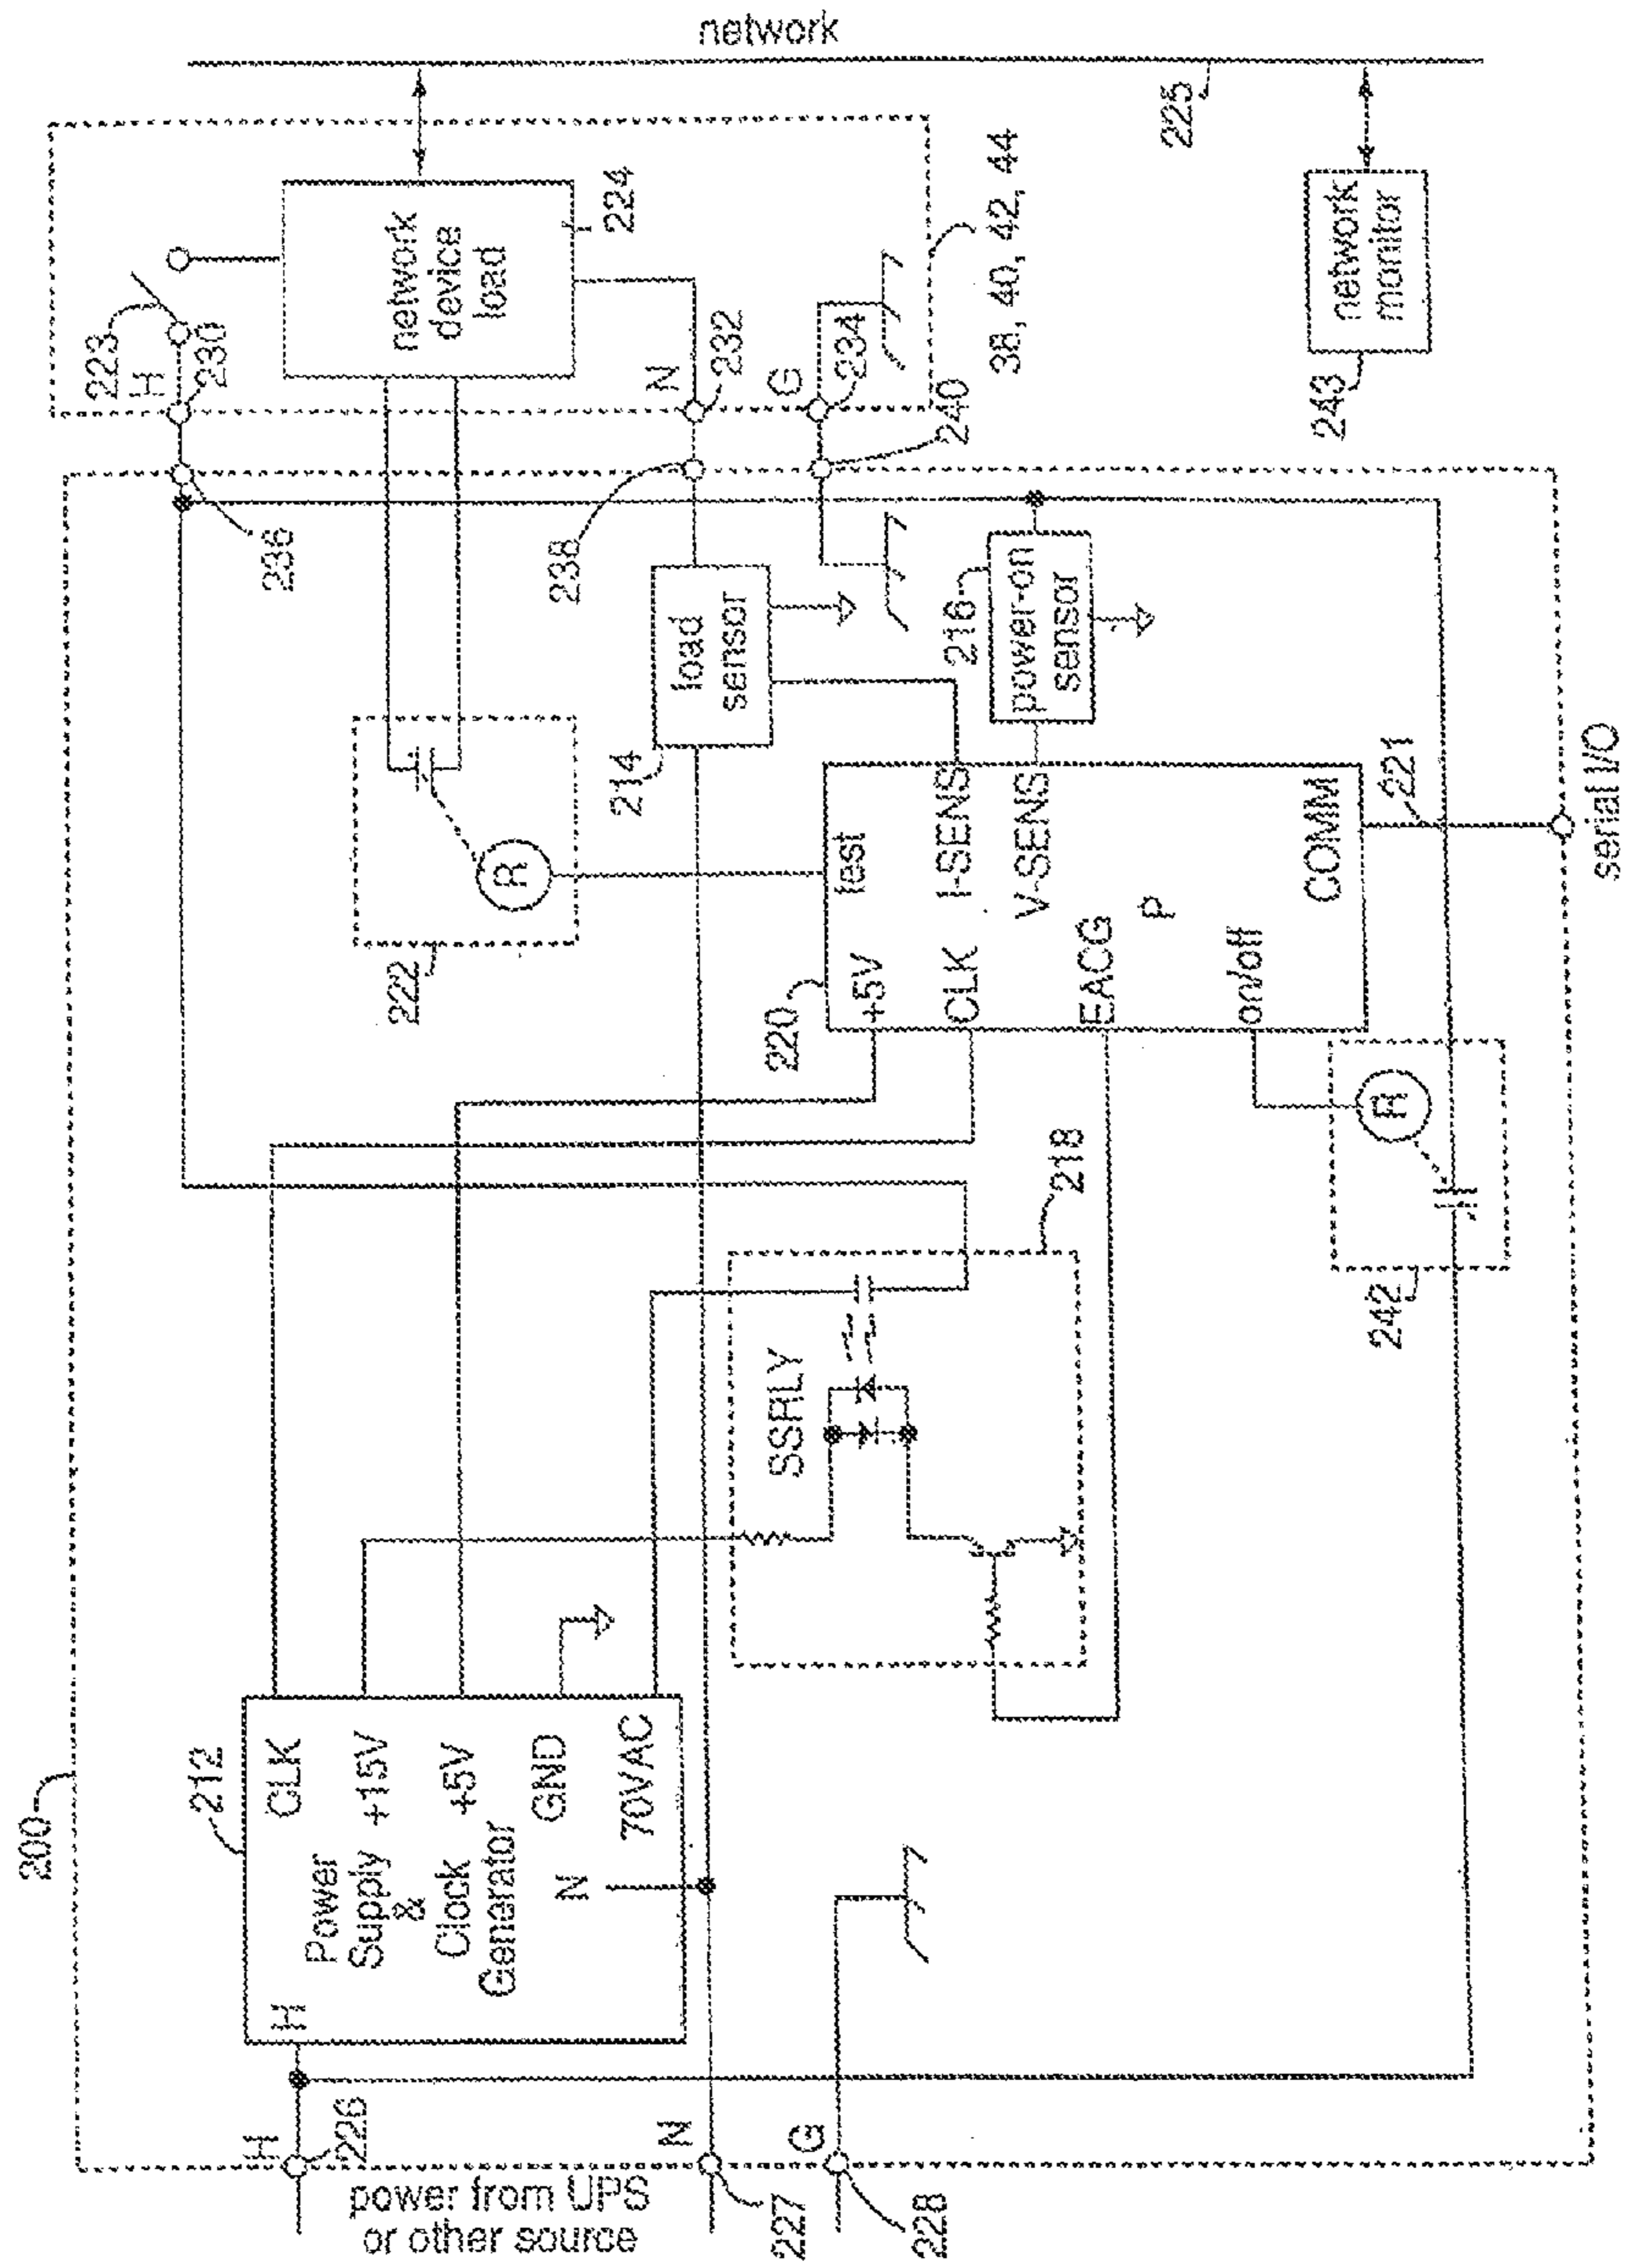 200
212
H
Power
Supply
&
Clock
Generator
N
CLK
+15V
+5V
GND
70VAC
H
226
power from UPS
or other source
N
227
G
228
SSRLY
218
222
R
220
+5V
CLK
EACG
on/off
test
I-SENS
V-SENS
P
COMM
221
serial I/O
242
R
214
load
sensor
216
power-on
sensor
236
238
240
223
H
230
network
device
load
224
N
232
G
234
38, 40, 42, 44
network
225
243
network
monitor